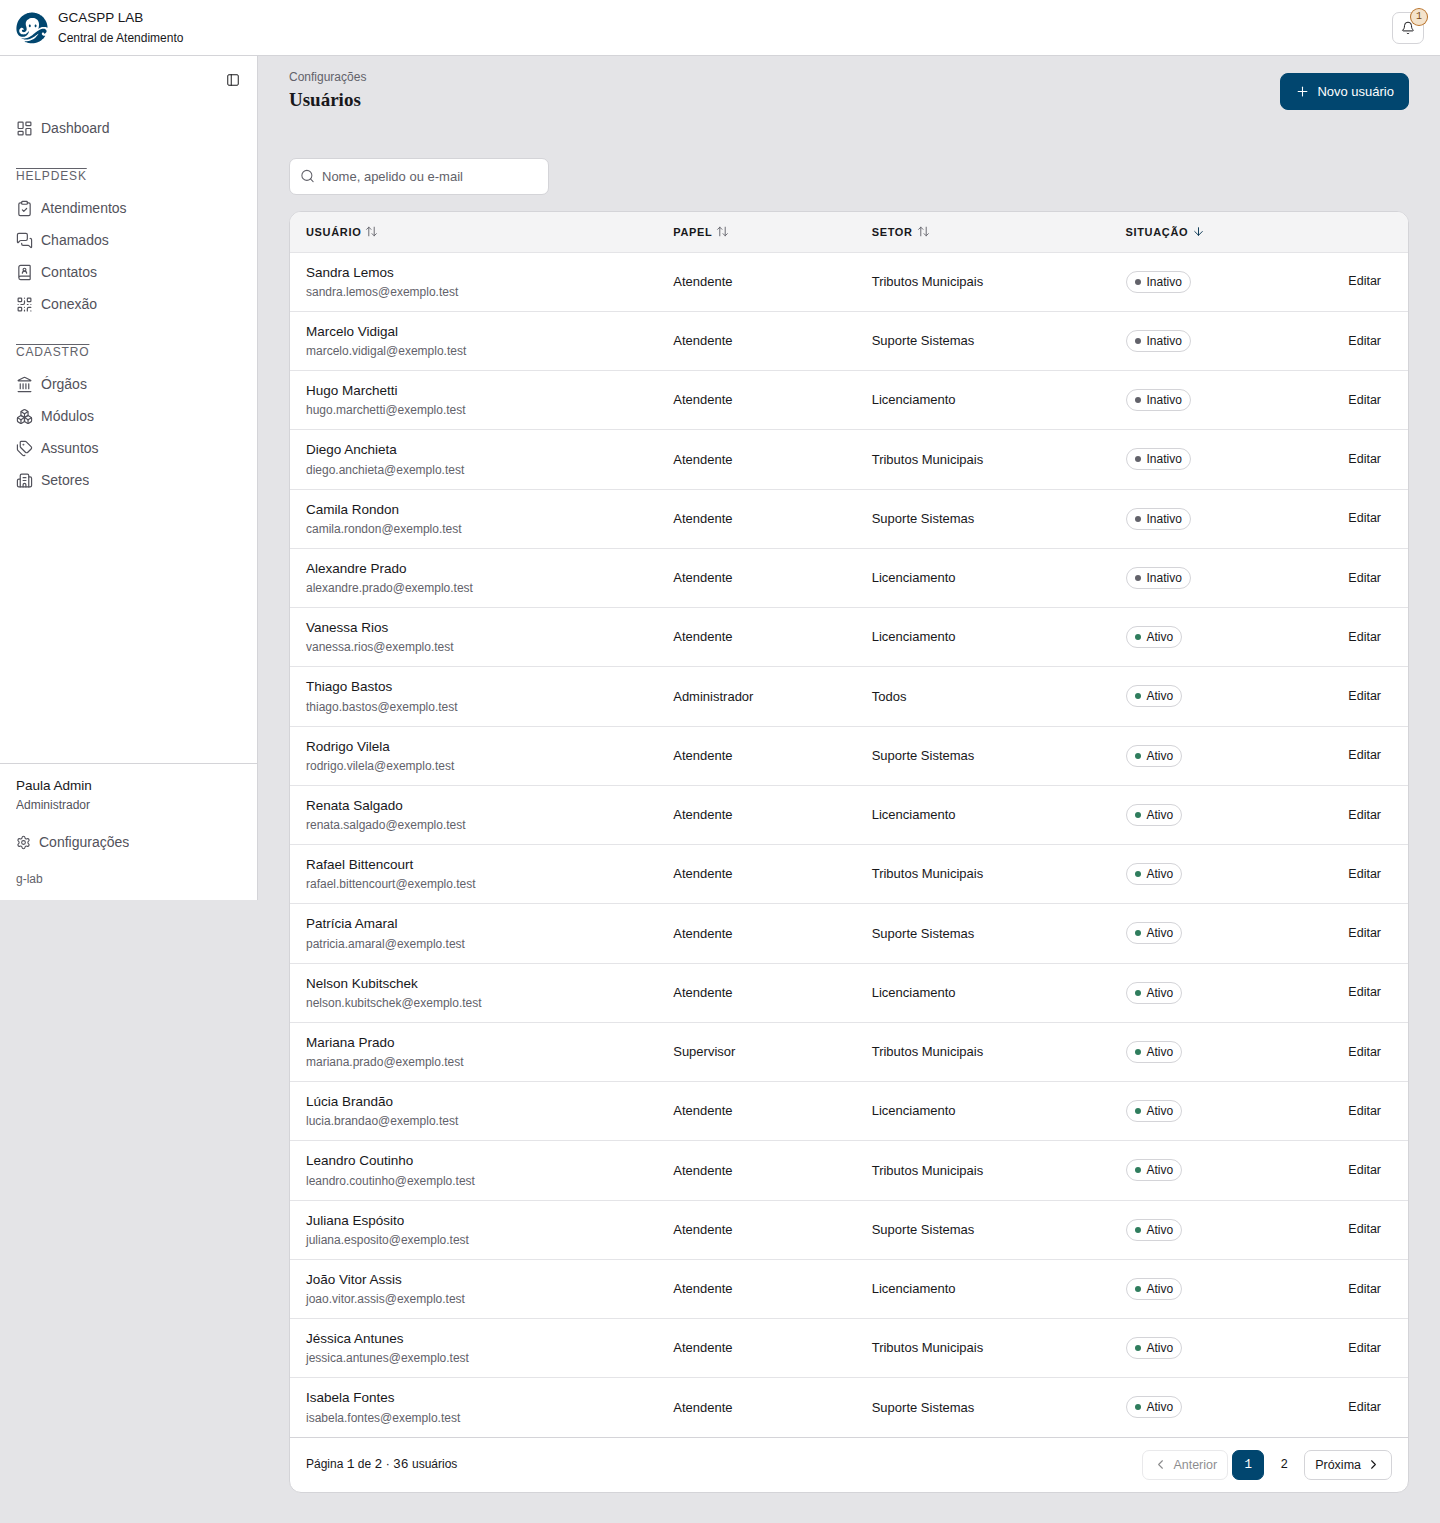 GCASPP LAB
Central de Atendimento
1
Dashboard
HELPDESK
Atendimentos
Chamados
Contatos
Conexão
CADASTRO
Órgãos
Módulos
Assuntos
Setores
Paula Admin
Administrador
Configurações
g-lab
Configurações
Usuários
Novo usuário
Nome, apelido ou e-mail
USUÁRIO PAPEL SETOR SITUAÇÃO
Sandra Lemos
sandra.lemos@exemplo.test
Atendente Tributos Municipais Inativo Editar
Marcelo Vidigal
marcelo.vidigal@exemplo.test
Atendente Suporte Sistemas Inativo Editar
Hugo Marchetti
hugo.marchetti@exemplo.test
Atendente Licenciamento Inativo Editar
Diego Anchieta
diego.anchieta@exemplo.test
Atendente Tributos Municipais Inativo Editar
Camila Rondon
camila.rondon@exemplo.test
Atendente Suporte Sistemas Inativo Editar
Alexandre Prado
alexandre.prado@exemplo.test
Atendente Licenciamento Inativo Editar
Vanessa Rios
vanessa.rios@exemplo.test
Atendente Licenciamento Ativo Editar
Thiago Bastos
thiago.bastos@exemplo.test
Administrador Todos Ativo Editar
Rodrigo Vilela
rodrigo.vilela@exemplo.test
Atendente Suporte Sistemas Ativo Editar
Renata Salgado
renata.salgado@exemplo.test
Atendente Licenciamento Ativo Editar
Rafael Bittencourt
rafael.bittencourt@exemplo.test
Atendente Tributos Municipais Ativo Editar
Patrícia Amaral
patricia.amaral@exemplo.test
Atendente Suporte Sistemas Ativo Editar
Nelson Kubitschek
nelson.kubitschek@exemplo.test
Atendente Licenciamento Ativo Editar
Mariana Prado
mariana.prado@exemplo.test
Supervisor Tributos Municipais Ativo Editar
Lúcia Brandão
lucia.brandao@exemplo.test
Atendente Licenciamento Ativo Editar
Leandro Coutinho
leandro.coutinho@exemplo.test
Atendente Tributos Municipais Ativo Editar
Juliana Espósito
juliana.esposito@exemplo.test
Atendente Suporte Sistemas Ativo Editar
João Vitor Assis
joao.vitor.assis@exemplo.test
Atendente Licenciamento Ativo Editar
Jéssica Antunes
jessica.antunes@exemplo.test
Atendente Tributos Municipais Ativo Editar
Isabela Fontes
isabela.fontes@exemplo.test
Atendente Suporte Sistemas Ativo Editar
Página 1 de 2 · 36 usuários
Anterior 1 2 Próxima